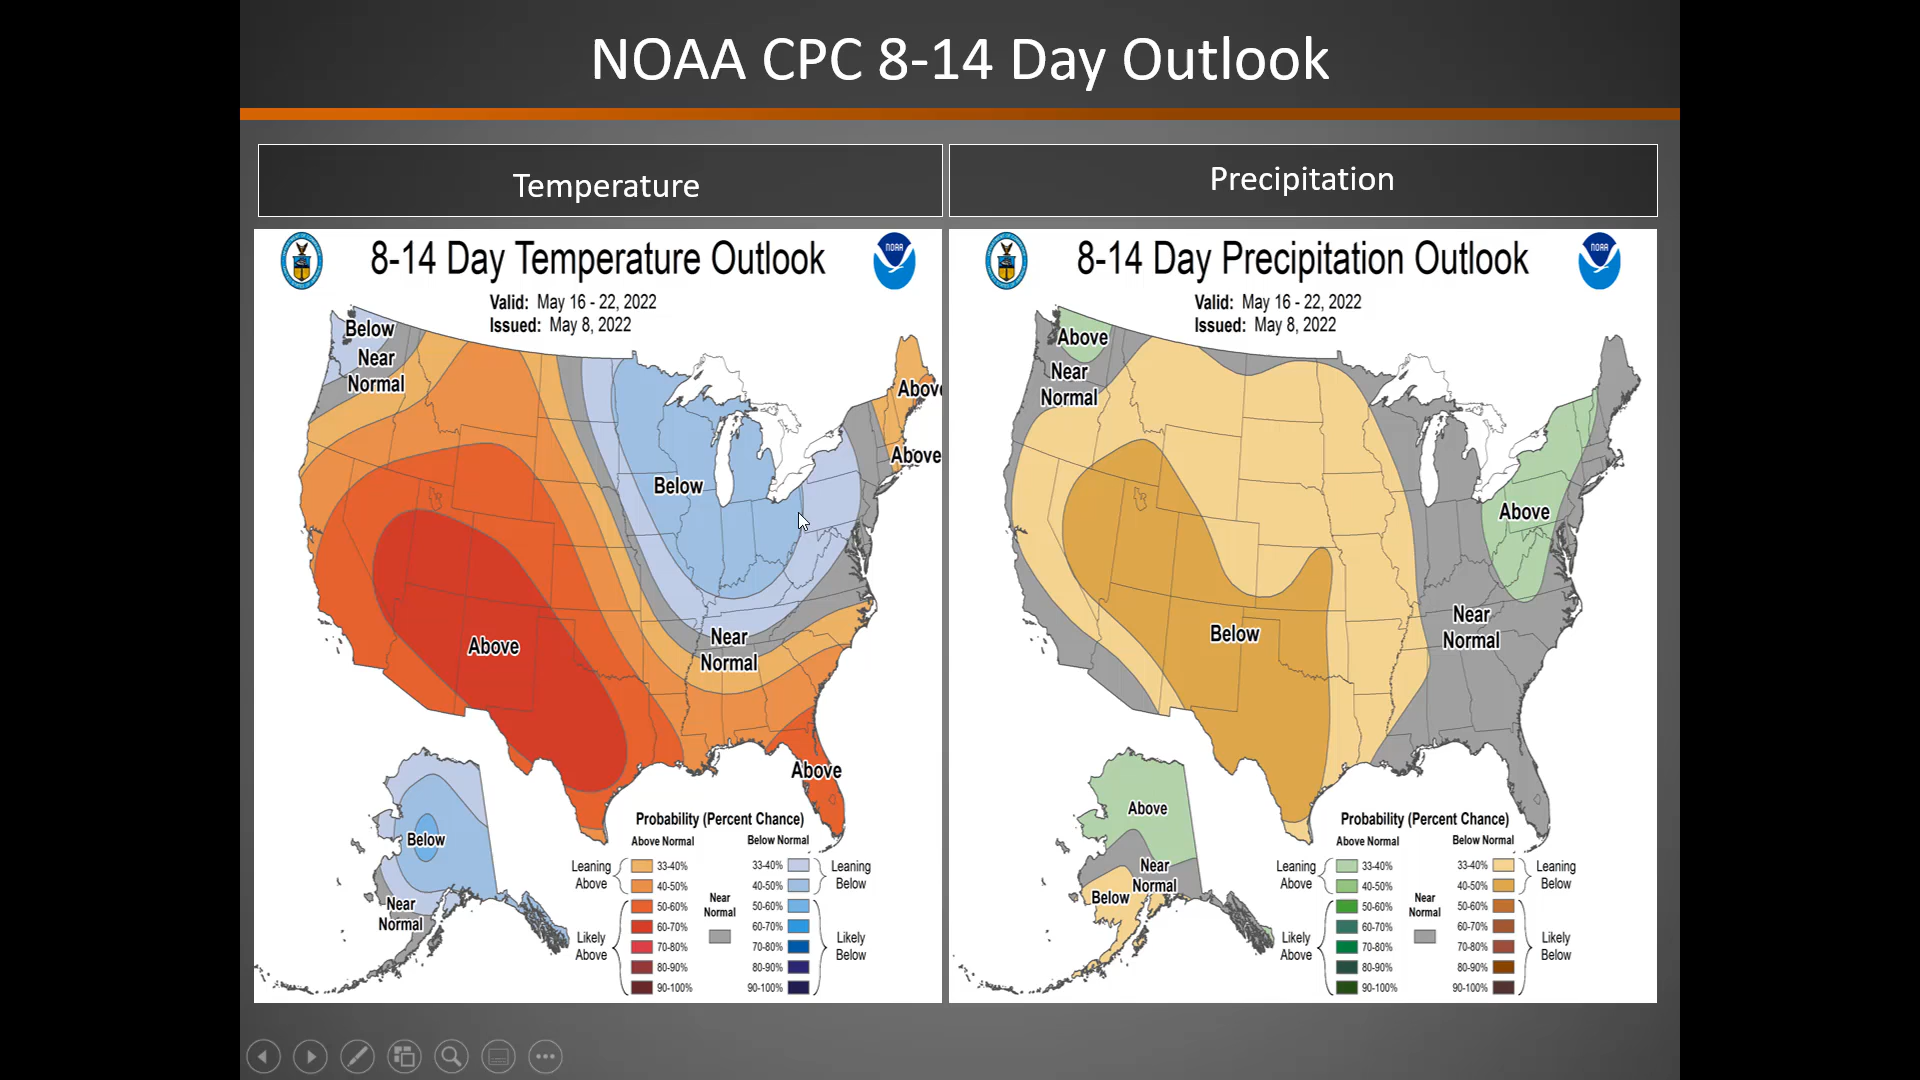 NOAA CPC 8-14 Day Outlook
Temperature
Precipitation
NOAA
8-14 Day Temperature Outlook
Valid: May 16 - 22, 2022
Issued: May 8, 2022
Below
Near
Normal
Above
Above
Below
Above
Near
Normal
Above
Below
Near
Normal
Probability (Percent Chance)
Above Normal
Below Normal
Leaning
Above
33-40%
40-50%
Likely
Above
50-60%
60-70%
70-80%
80-90%
90-100%
Near
Normal
33-40%
40-50%
Leaning
Below
50-60%
60-70%
70-80%
80-90%
90-100%
Likely
Below
NOAA
8-14 Day Precipitation Outlook
Valid: May 16 - 22, 2022
Issued: May 8, 2022
Above
Near
Normal
Above
Below
Near
Normal
Above
Near
Normal
Below
Probability (Percent Chance)
Above Normal
Below Normal
Leaning
Above
33-40%
40-50%
Likely
Above
50-60%
60-70%
70-80%
80-90%
90-100%
Near
Normal
33-40%
40-50%
Leaning
Below
50-60%
60-70%
70-80%
80-90%
90-100%
Likely
Below